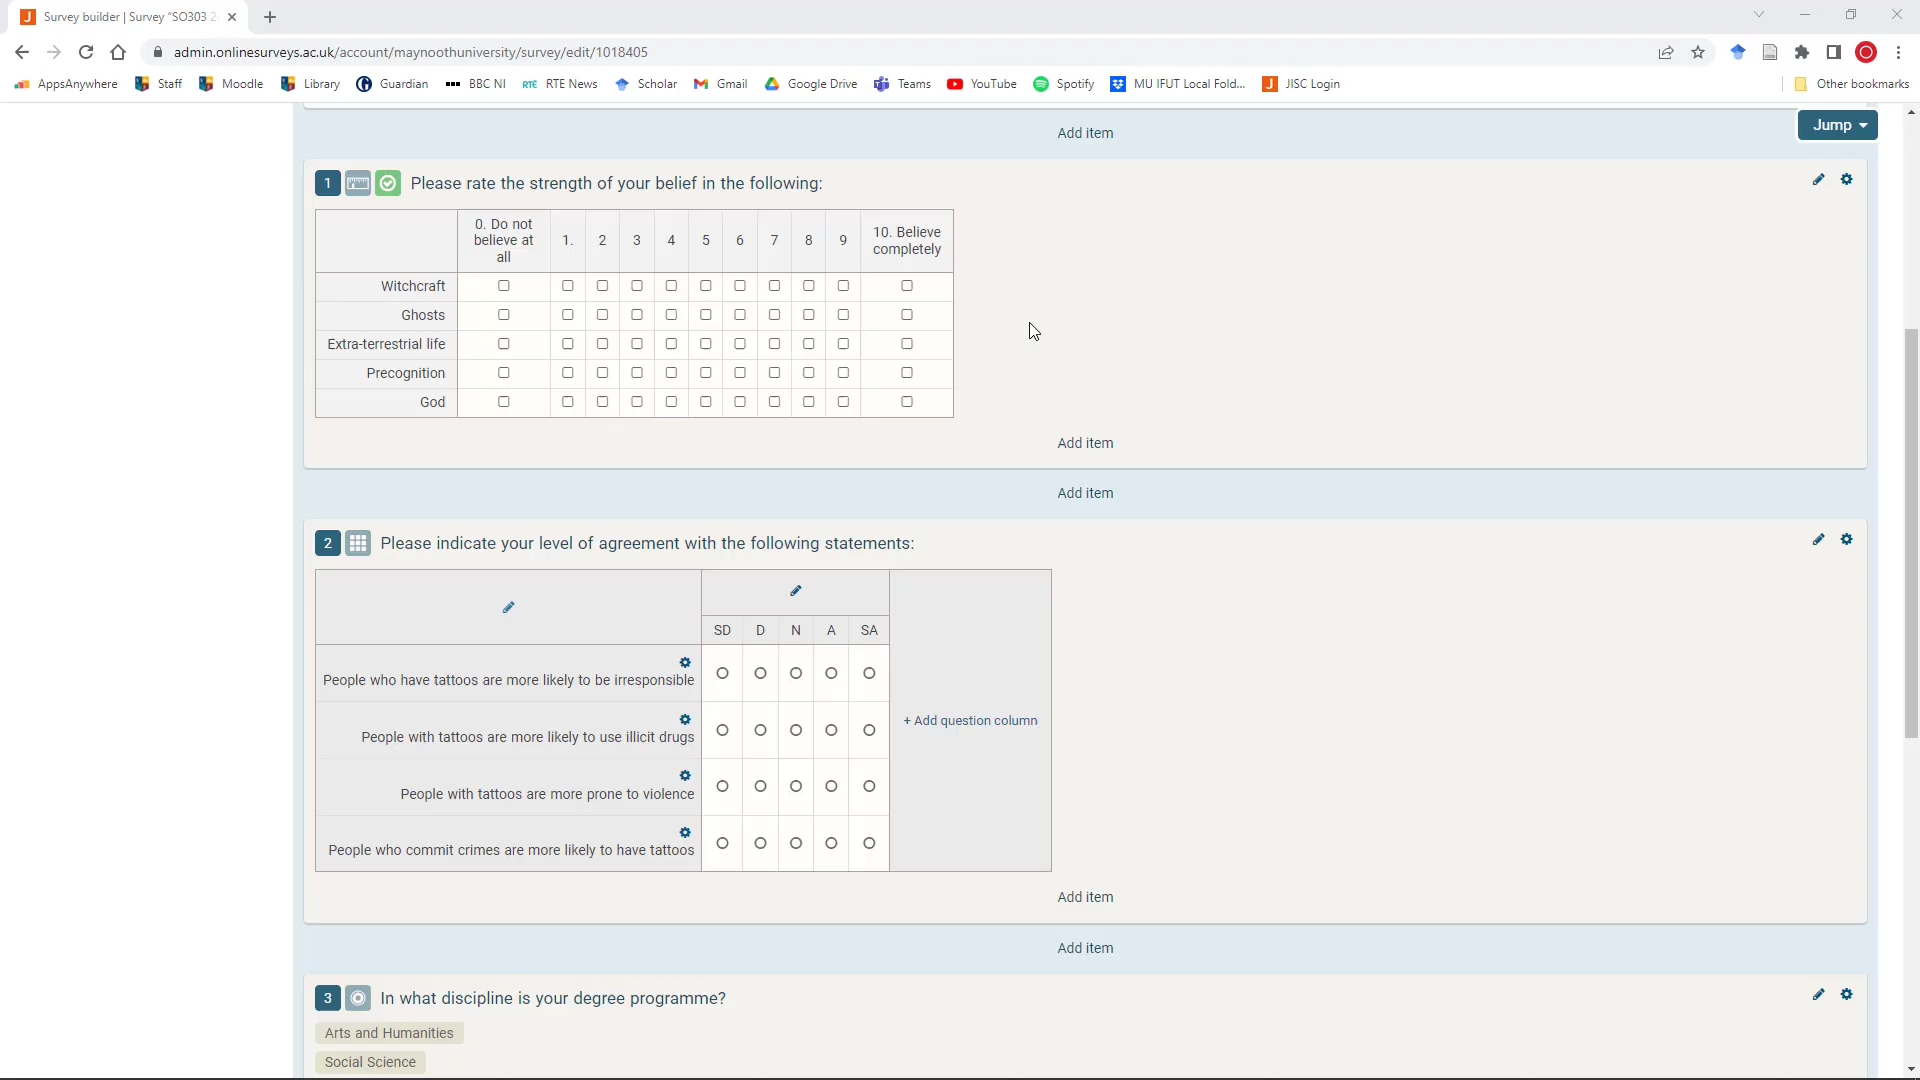 Survey builder | Survey "SO303 2
admin.onlinesurveys.ac.uk/account/maynoothuniversity/survey/edit/1018405
AppsAnywhere Staff Moodle Library Guardian BBC NI RTE News Scholar Gmail Google Drive Teams YouTube Spotify MU IFUT Local Fold... JISC Login Other bookmarks
Add item
Jump
1 Please rate the strength of your belief in the following:
0. Do not believe at all 1. 2 3 4 5 6 7 8 9 10. Believe completely
Witchcraft
Ghosts
Extra-terrestrial life
Precognition
God
Add item
Add item
2 Please indicate your level of agreement with the following statements:
SD D N A SA
People who have tattoos are more likely to be irresponsible
People with tattoos are more likely to use illicit drugs
+ Add question column
People with tattoos are more prone to violence
People who commit crimes are more likely to have tattoos
Add item
Add item
3 In what discipline is your degree programme?
Arts and Humanities
Social Science